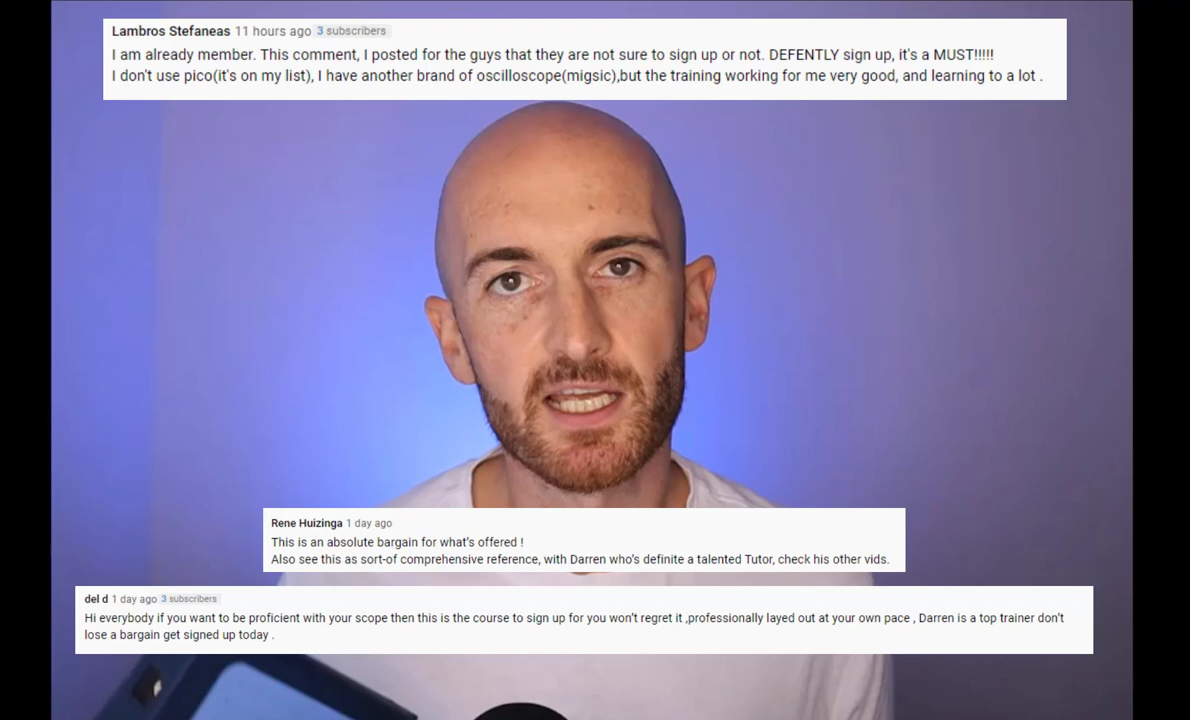 Lambros Stefaneas 11 hours ago 3 subscribers
I am already member. This comment, I posted for the guys that they are not sure to sign up or not. DEFENTLY sign up, it's a MUST!!!!!
I don't use pico(it's on my list), I have another brand of oscilloscope(migsic),but the training working for me very good, and learning to a lot .
Rene Huizinga 1 day ago
This is an absolute bargain for what's offered !
Also see this as sort-of comprehensive reference, with Darren who's definite a talented Tutor, check his other vids.
del d 1 day ago 3 subscribers
Hi everybody if you want to be proficient with your scope then this is the course to sign up for you won't regret it ,professionally layed out at your own pace , Darren is a top trainer don't
lose a bargain get signed up today .